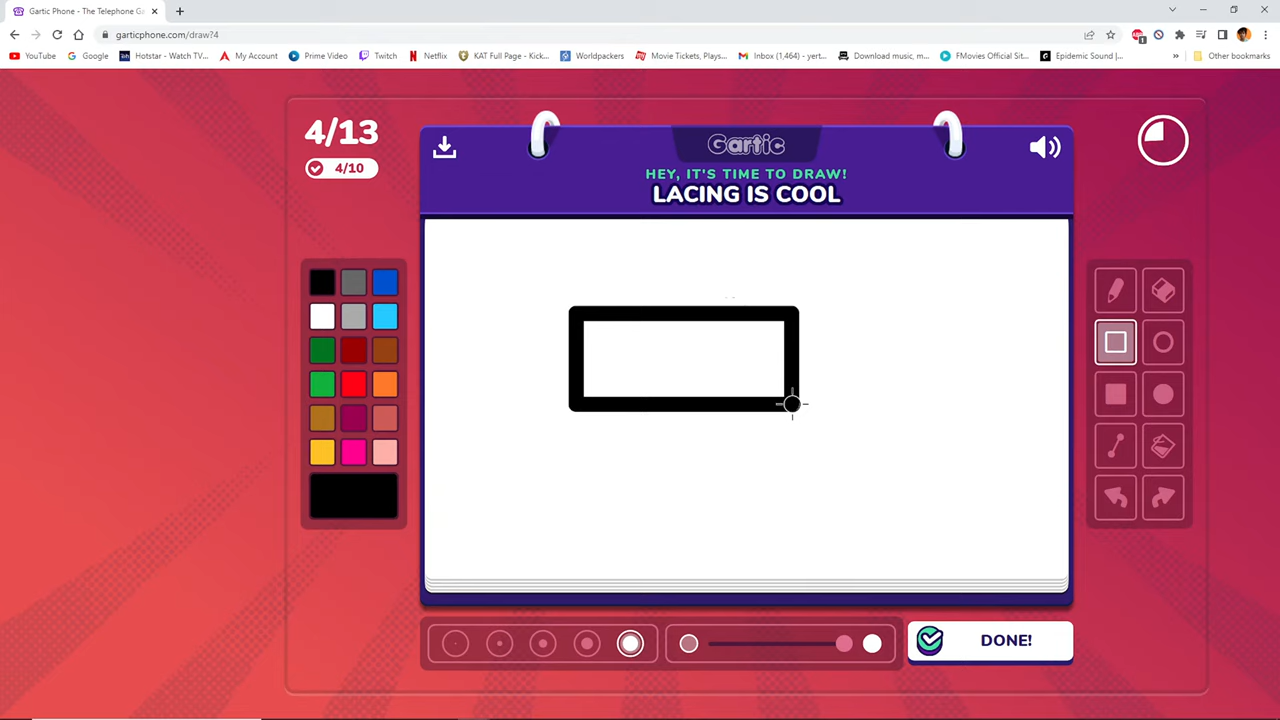 Gartic Phone - The Telephone Ga
garticphone.com/draw?4
YouTube Google Hotstar - Watch TV... My Account Prime Video Twitch Netflix KAT Full Page - Kick... Worldpackers Movie Tickets, Plays,... Inbox (1,464) - yert... Download music, m... FMovies Official Sit... Epidemic Sound |... » Other bookmarks
4/13
4/10
Gartic
HEY, IT'S TIME TO DRAW!
LACING IS COOL
DONE!